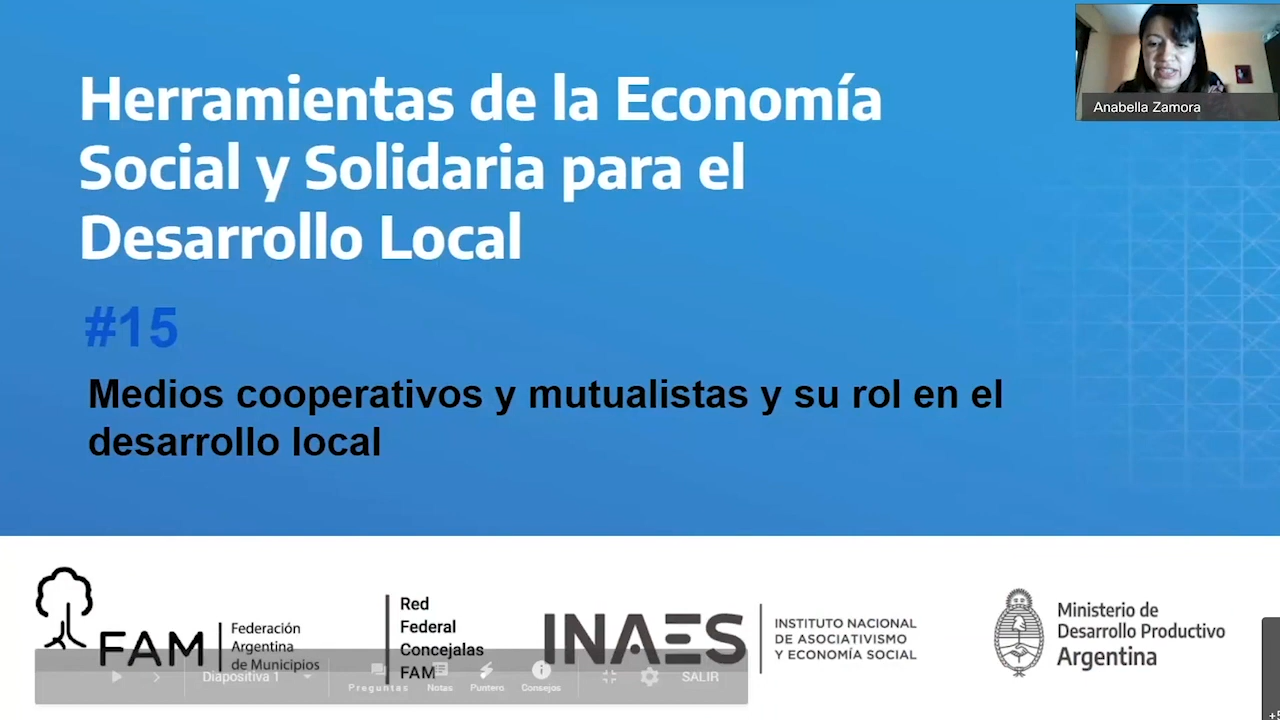 Herramientas de la Economía
Social y Solidaria para el
Desarrollo Local
#15
Medios cooperativos y mutualistas y su rol en el
desarrollo local
Anabella Zamora
FAM
Federación
Argentina
de Municipios
Red
Federal
Concejalas
FAM
INAES
INSTITUTO NACIONAL
DE ASOCIATIVISMO
Y ECONOMÍA SOCIAL
Ministerio de
Desarrollo Productivo
Argentina
Diapositiva 1
Preguntas
Notas
Puntero
Consejos
SALIR